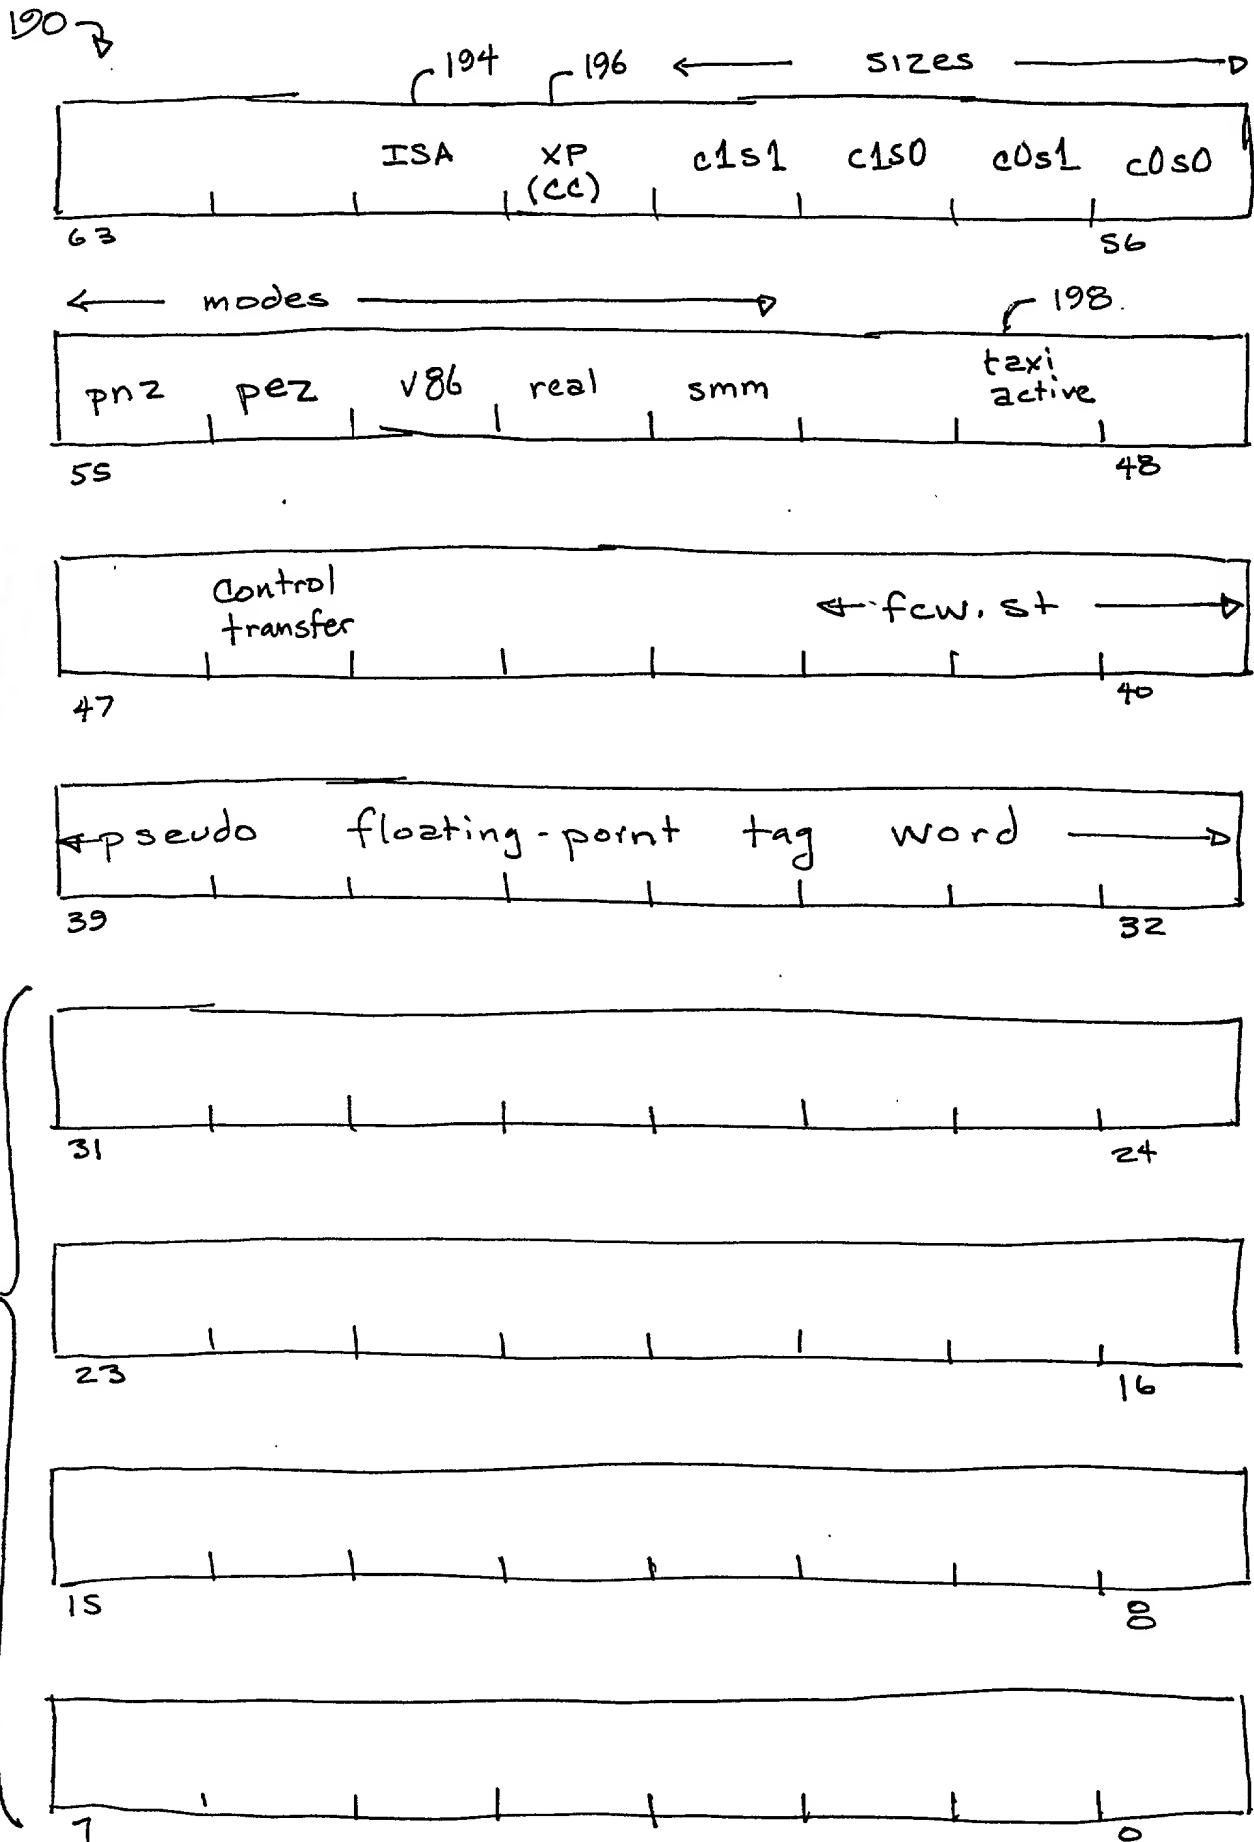 190
194 196 sizes
ISA XP (CC) c1s1 c1s0 c0s1 c0s0
63 56
modes 198
pnz pez v86 real smm taxi active
55 48
control transfer fcw.st
47 40
pseudo floating-point tag word
39 32
31 24
23 16
15 8
7 0